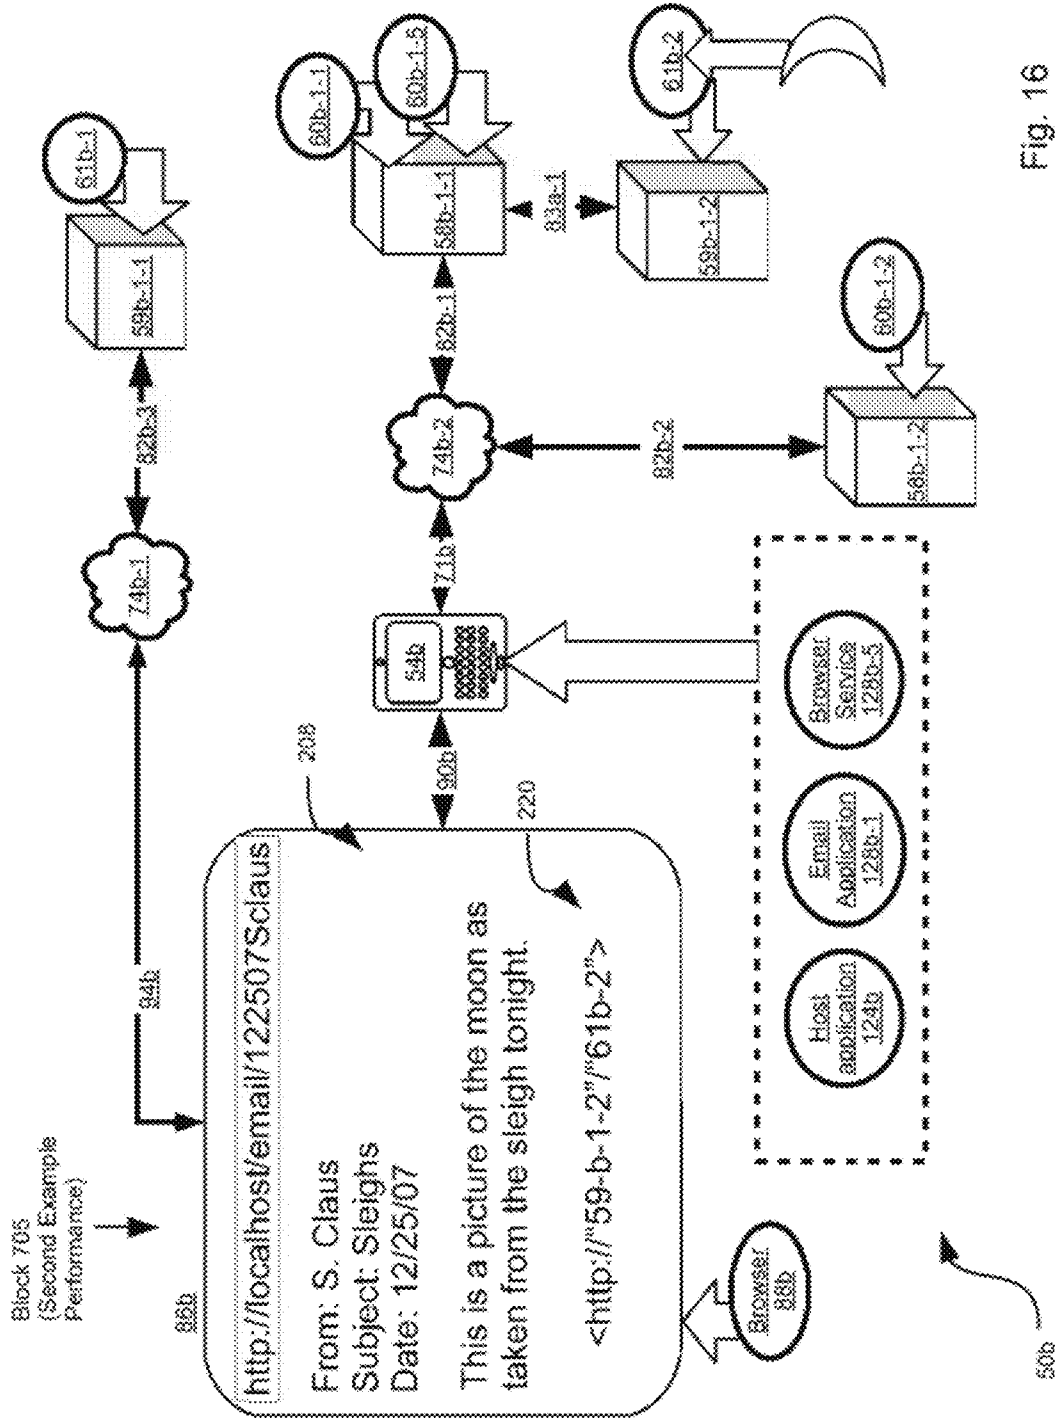 Block 705
(Second Example
Performance)
86b
94b
74b-1
82b-3
59b-1-1
61b-1
http://localhost/email/122507Sclaus
From: S. Claus
Subject: Sleighs
Date: 12/25/07
This is a picture of the moon as
taken from the sleigh tonight.
<http://“59-b-1-2”/“61b-2”>
208
220
90b
54b
71b
74b-2
82b-1
58b-1-1
60b-1-1
60b-1-5
83a-1
59b-1-2
61b-2
82b-2
58b-1-2
60b-1-2
Browser
88b
Host
application
124b
Email
Application
128b-1
Browser
Service
128b-5
50b
Fig. 16